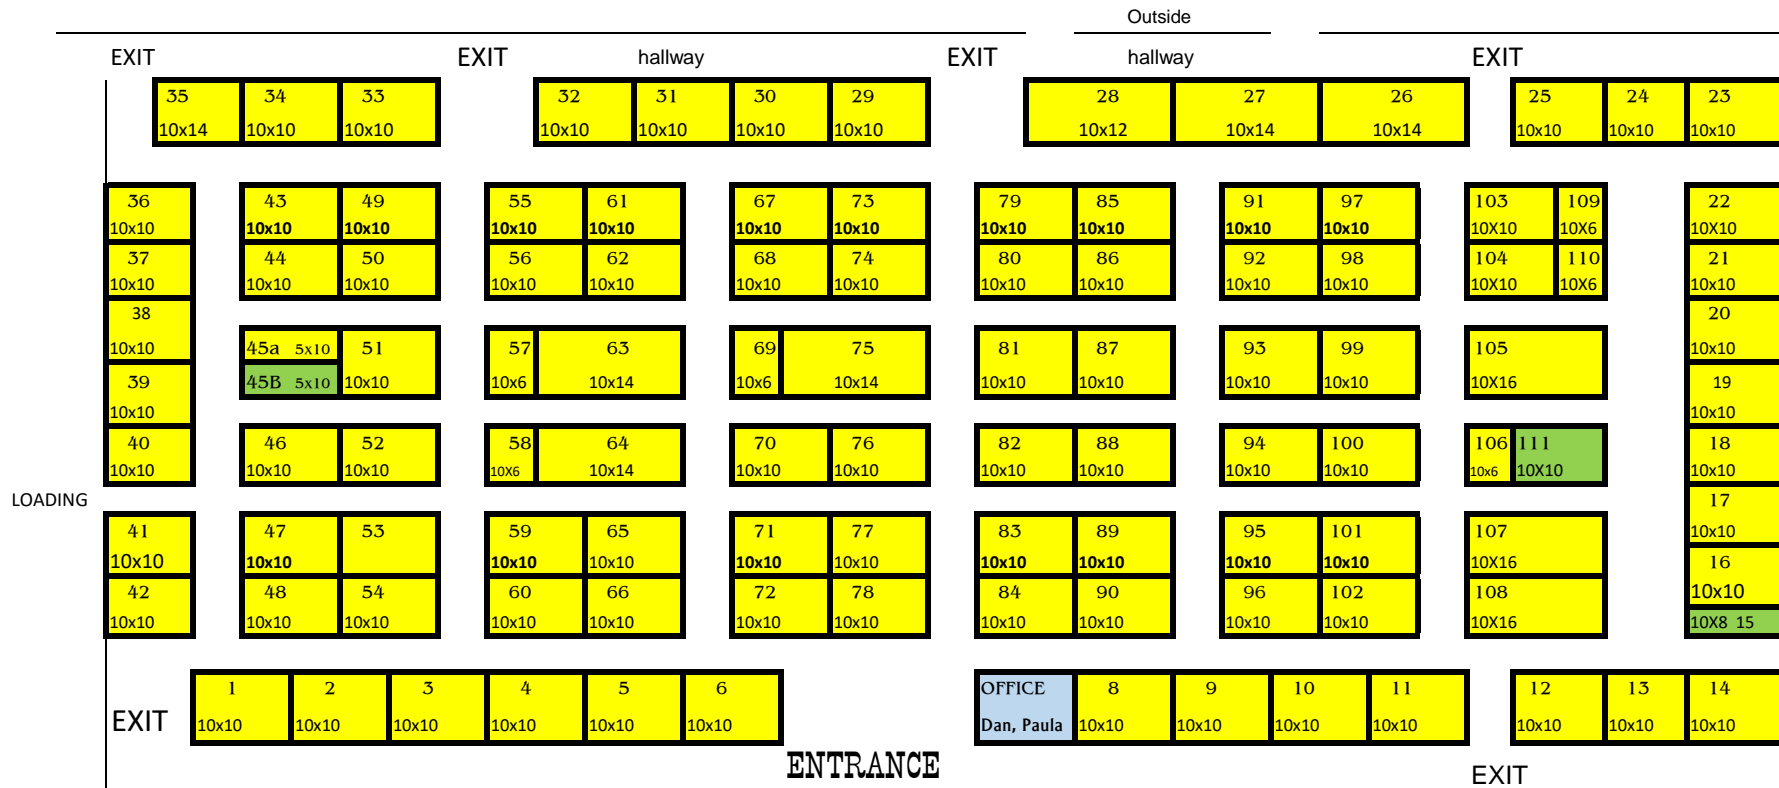 Outside
EXIT EXIT hallway EXIT hallway EXIT
35 34 33 32 31 30 29 28 27 26 25 24 23
10x14 10x10 10x10 10x10 10x10 10x10 10x10 10x12 10x14 10x14 10x10 10x10 10x10
36 43 49 55 61 67 73 79 85 91 97 103 109 22
10x10 10x10 10x10 10x10 10x10 10x10 10x10 10x10 10x10 10x10 10x10 10X10 10X6 10X10
37 44 50 56 62 68 74 80 86 92 98 104 110 21
10x10 10x10 10x10 10x10 10x10 10x10 10x10 10x10 10x10 10x10 10x10 10X10 10X6 10x10
38 20
10x10 45a 5x10 51 57 63 69 75 81 87 93 99 105 10x10
39 45B 5x10 10x10 10x6 10x14 10x6 10x14 10x10 10x10 10x10 10x10 10X16 19
10x10 10x10
40 46 52 58 64 70 76 82 88 94 100 106 111 18
10x10 10x10 10x10 10X6 10x14 10x10 10x10 10x10 10x10 10x10 10x10 10x6 10X10 10x10
LOADING 17
41 47 53 59 65 71 77 83 89 95 101 107 10x10
10x10 10x10 10x10 10x10 10x10 10x10 10x10 10x10 10x10 10x10 10X16 16
42 48 54 60 66 72 78 84 90 96 102 108 10x10
10x10 10x10 10x10 10x10 10x10 10x10 10x10 10x10 10x10 10x10 10x10 10X16 10X8 15
1 2 3 4 5 6 OFFICE 8 9 10 11 12 13 14
EXIT 10x10 10x10 10x10 10x10 10x10 10x10 Dan, Paula 10x10 10x10 10x10 10x10 10x10 10x10 10x10
ENTRANCE EXIT